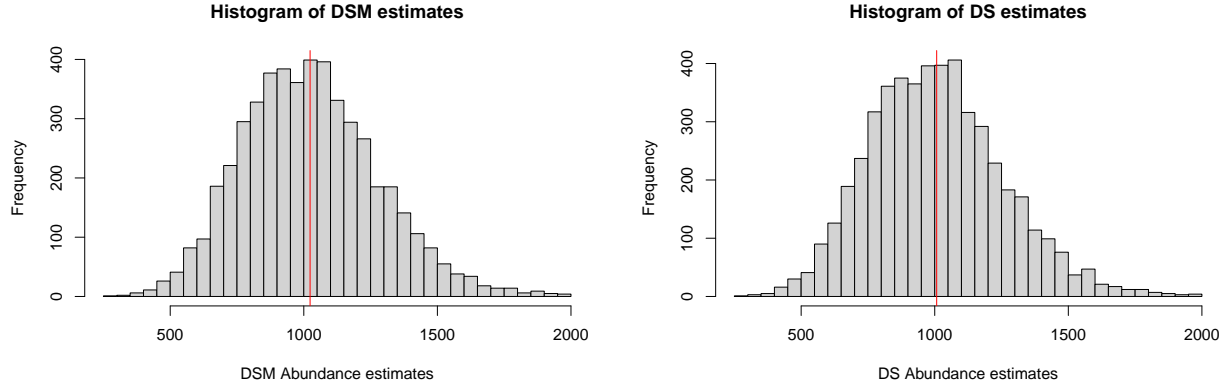 Histogram of DSM estimates
Frequency
0 100 200 300 400
500 1000 1500 2000
DSM Abundance estimates
Histogram of DS estimates
Frequency
0 100 200 300 400
500 1000 1500 2000
DS Abundance estimates